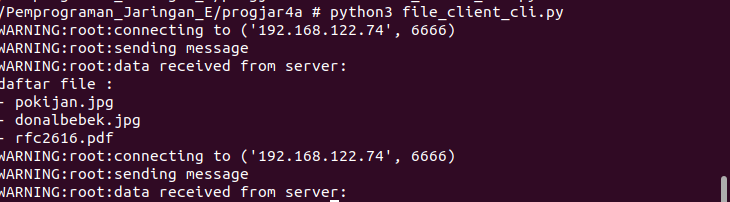 /Pemprograman_Jaringan_E/progjar4a # python3 file_client_cli.py
WARNING:root:connecting to ('192.168.122.74', 6666)
WARNING:root:sending message
WARNING:root:data received from server:
daftar file :
- pokijan.jpg
- donalbebek.jpg
- rfc2616.pdf
WARNING:root:connecting to ('192.168.122.74', 6666)
WARNING:root:sending message
WARNING:root:data received from server: